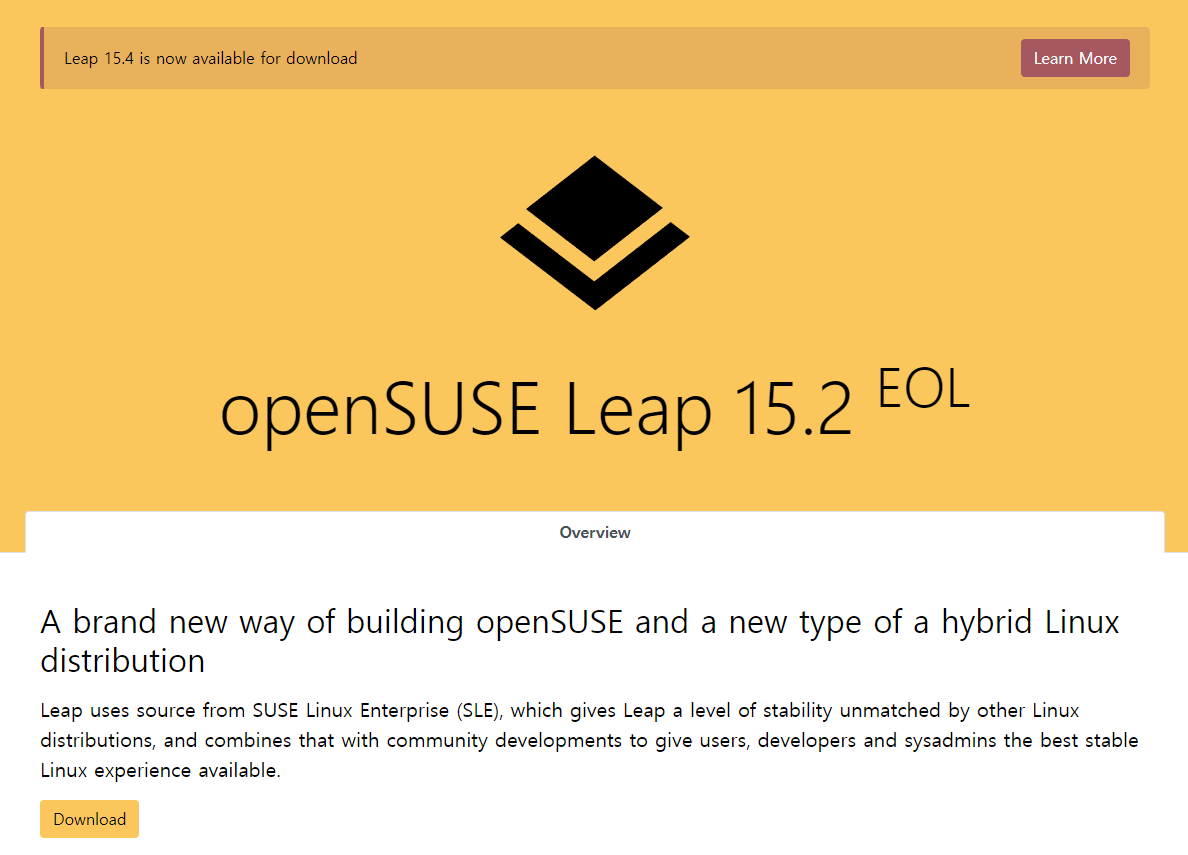 Leap 15.4 is now available for download
Learn More
openSUSE Leap 15.2 EOL
Overview
A brand new way of building openSUSE and a new type of a hybrid Linux
distribution
Leap uses source from SUSE Linux Enterprise (SLE), which gives Leap a level of stability unmatched by other Linux
distributions, and combines that with community developments to give users, developers and sysadmins the best stable
Linux experience available.
Download